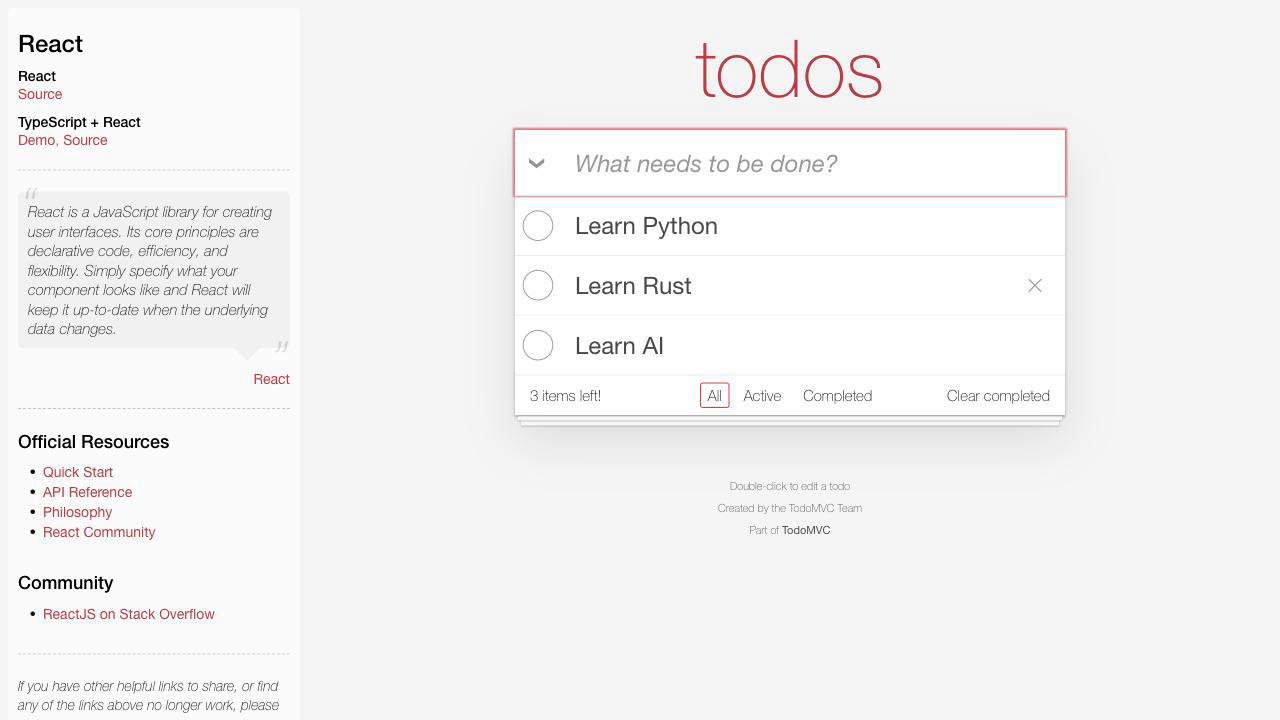 React
React
Source
TypeScript + React
Demo, Source
“
React is a JavaScript library for creating
user interfaces. Its core principles are
declarative code, efficiency, and
flexibility. Simply specify what your
component looks like and React will
keep it up-to-date when the underlying
data changes.
”
React
Official Resources
• Quick Start
• API Reference
• Philosophy
• React Community
Community
• ReactJS on Stack Overflow
If you have other helpful links to share, or find
any of the links above no longer work, please
todos
What needs to be done?
Learn Python
Learn Rust
Learn AI
3 items left! All Active Completed Clear completed
Double-click to edit a todo
Created by the TodoMVC Team
Part of TodoMVC